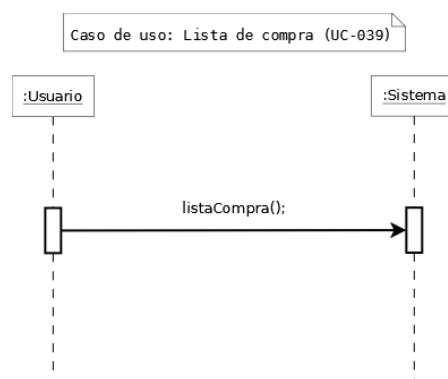 Caso de uso: Lista de compra (UC-039)
:Usuario
:Sistema
listaCompra();